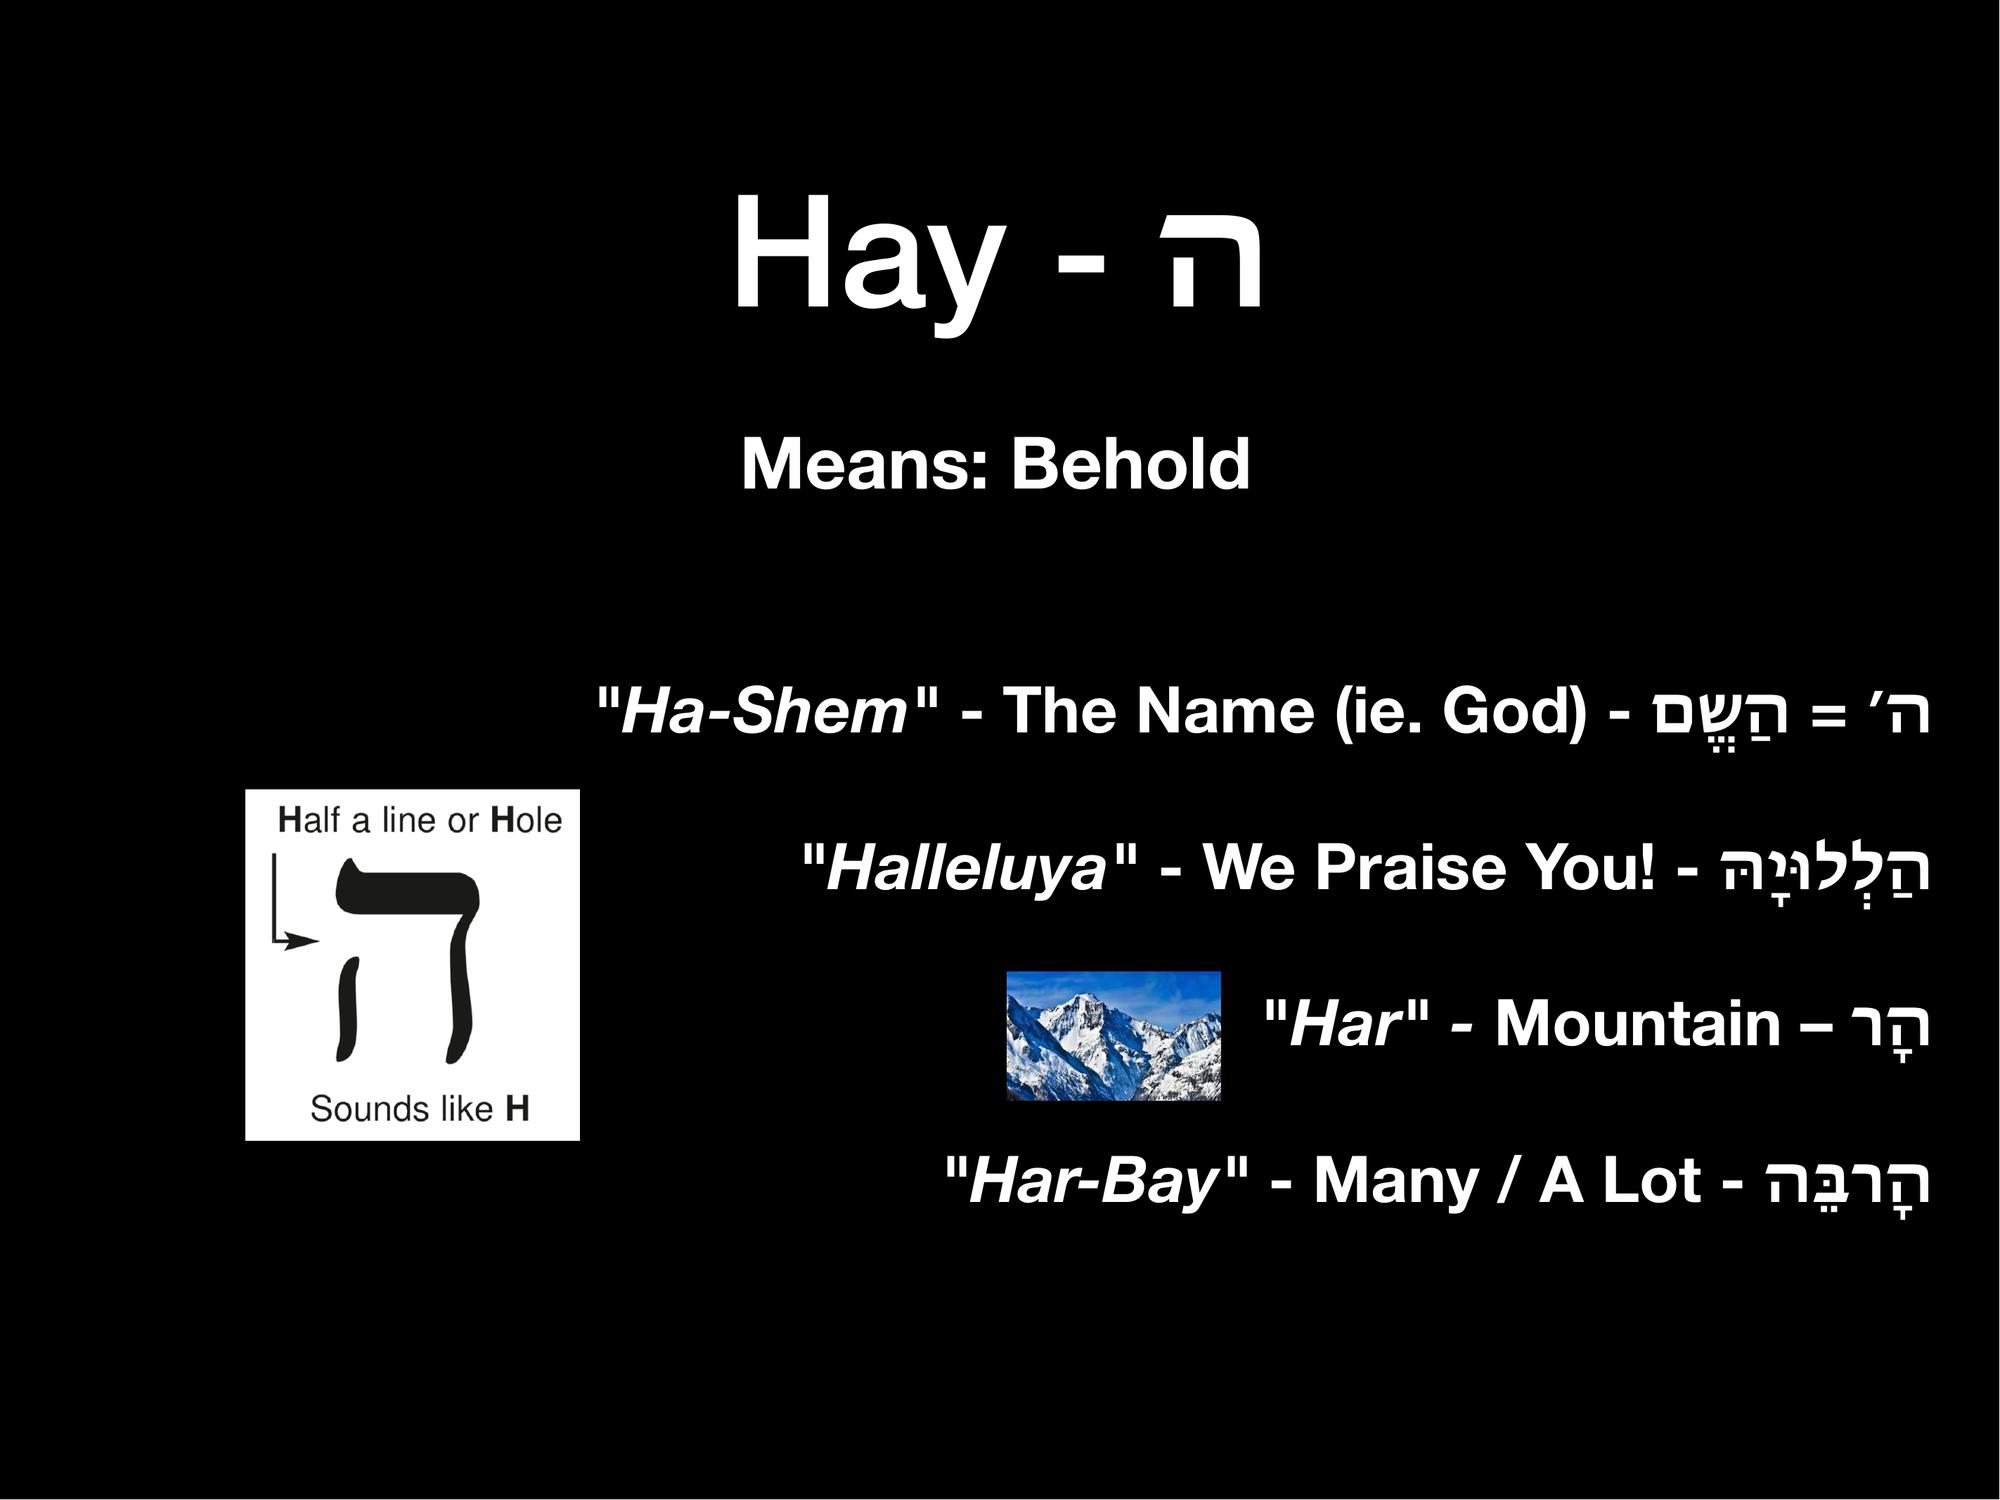 Hay - ה
Means: Behold
"Ha-Shem" - The Name (ie. God) - ה׳ = הַשֱׁם
"Halleluya" - We Praise You! - הַלְלוּיָהּ
"Har" - Mountain – הָר
"Har-Bay" - Many / A Lot - הָרבֵּה
Half a line or Hole
ה
Sounds like H